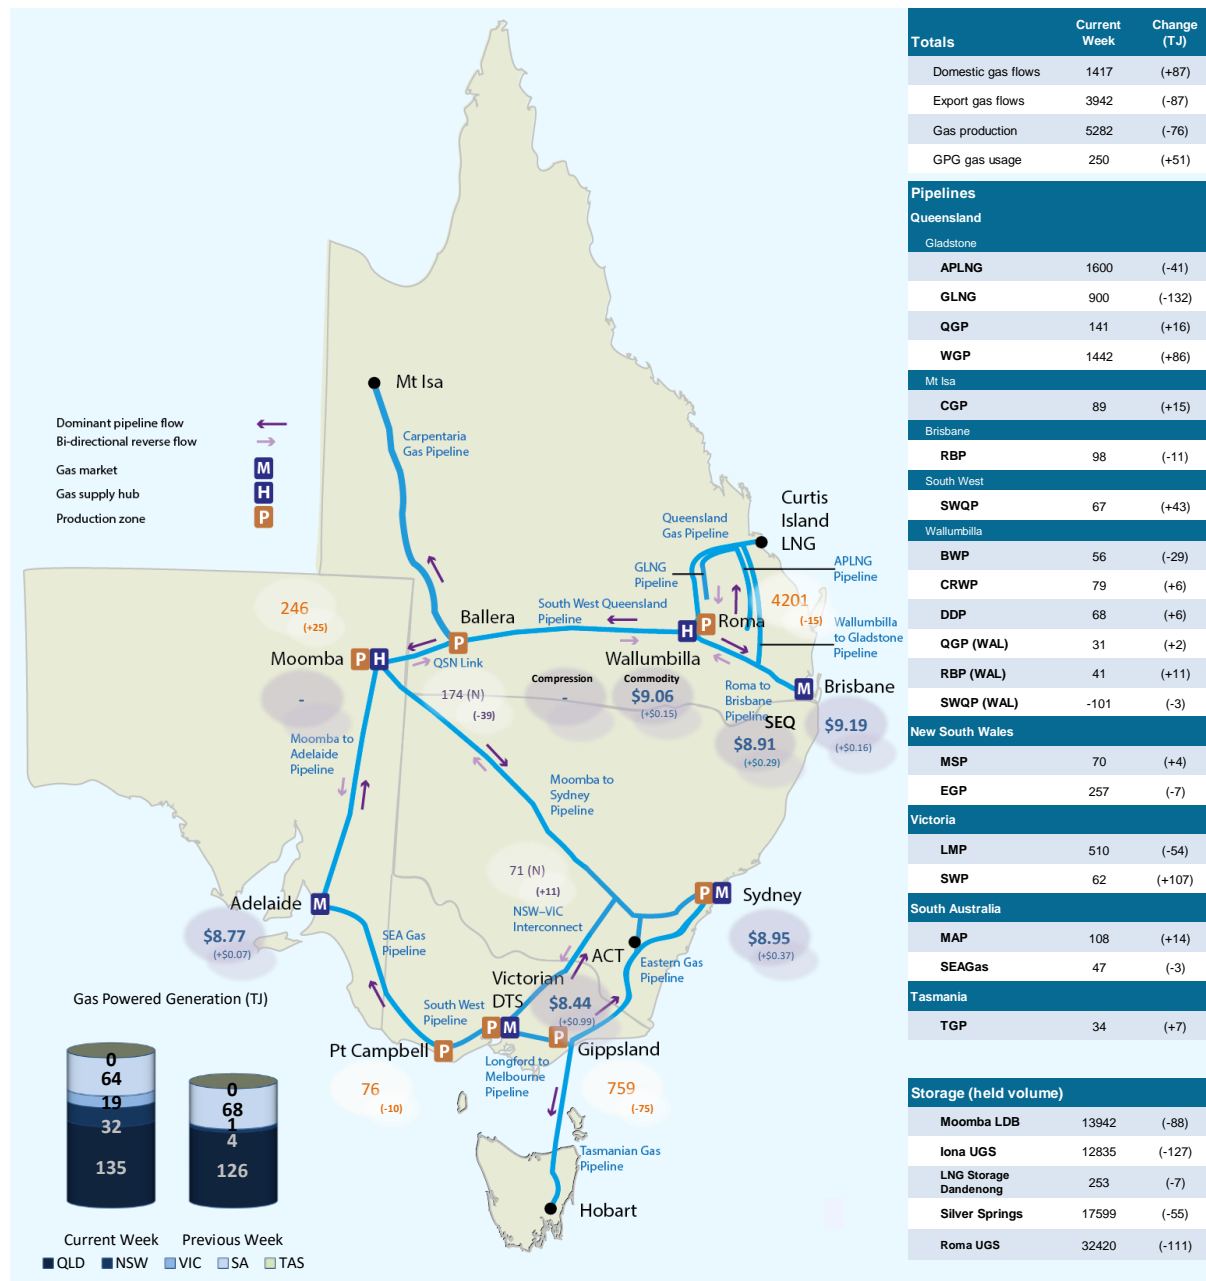 Mt Isa
Dominant pipeline flow
Bi-directional reverse flow
M Gas market
H Gas supply hub
P Production zone
Carpentaria
Gas Pipeline
Curtis
Island
LNG
Queensland
Gas Pipeline
GLNG
Pipeline
APLNG
Pipeline
4201
(-15)
Wallumbilla
to Gladstone
Pipeline
246
(+25)
Ballera
P
South West Queensland
Pipeline
H
P
Roma
Moomba
P H
QSN Link
Wallumbilla
-
174 (N)
(-39)
Compression
-
Commodity
$9.06
(+$0.15)
Roma to
Brisbane
Pipeline
M
Brisbane
SEQ
$8.91
(+$0.29)
$9.19
(+$0.16)
Moomba to
Adelaide
Pipeline
Moomba to
Sydney
Pipeline
71 (N)
(+11)
NSW–VIC
Interconnect
P M
Sydney
$8.95
(+$0.37)
Adelaide
M
$8.77
(+$0.07)
SEA Gas
Pipeline
ACT
Eastern Gas
Pipeline
Victorian
DTS
$8.44
(+$0.99)
South West
Pipeline
P M
P
Gippsland
Pt Campbell
P
Longford to
Melbourne
Pipeline
76
(-10)
759
(-75)
Tasmanian Gas
Pipeline
Hobart
Gas Powered Generation (TJ)
0
64
19
32
135
0
68
1
4
126
Current Week
Previous Week
QLD NSW VIC SA TAS
Totals Current Week Change (TJ)
Domestic gas flows 1417 (+87)
Export gas flows 3942 (-87)
Gas production 5282 (-76)
GPG gas usage 250 (+51)
Pipelines
Queensland
Gladstone
APLNG 1600 (-41)
GLNG 900 (-132)
QGP 141 (+16)
WGP 1442 (+86)
Mt Isa
CGP 89 (+15)
Brisbane
RBP 98 (-11)
South West
SWQP 67 (+43)
Wallumbilla
BWP 56 (-29)
CRWP 79 (+6)
DDP 68 (+6)
QGP (WAL) 31 (+2)
RBP (WAL) 41 (+11)
SWQP (WAL) -101 (-3)
New South Wales
MSP 70 (+4)
EGP 257 (-7)
Victoria
LMP 510 (-54)
SWP 62 (+107)
South Australia
MAP 108 (+14)
SEAGas 47 (-3)
Tasmania
TGP 34 (+7)
Storage (held volume)
Moomba LDB 13942 (-88)
Iona UGS 12835 (-127)
LNG Storage
Dandenong 253 (-7)
Silver Springs 17599 (-55)
Roma UGS 32420 (-111)